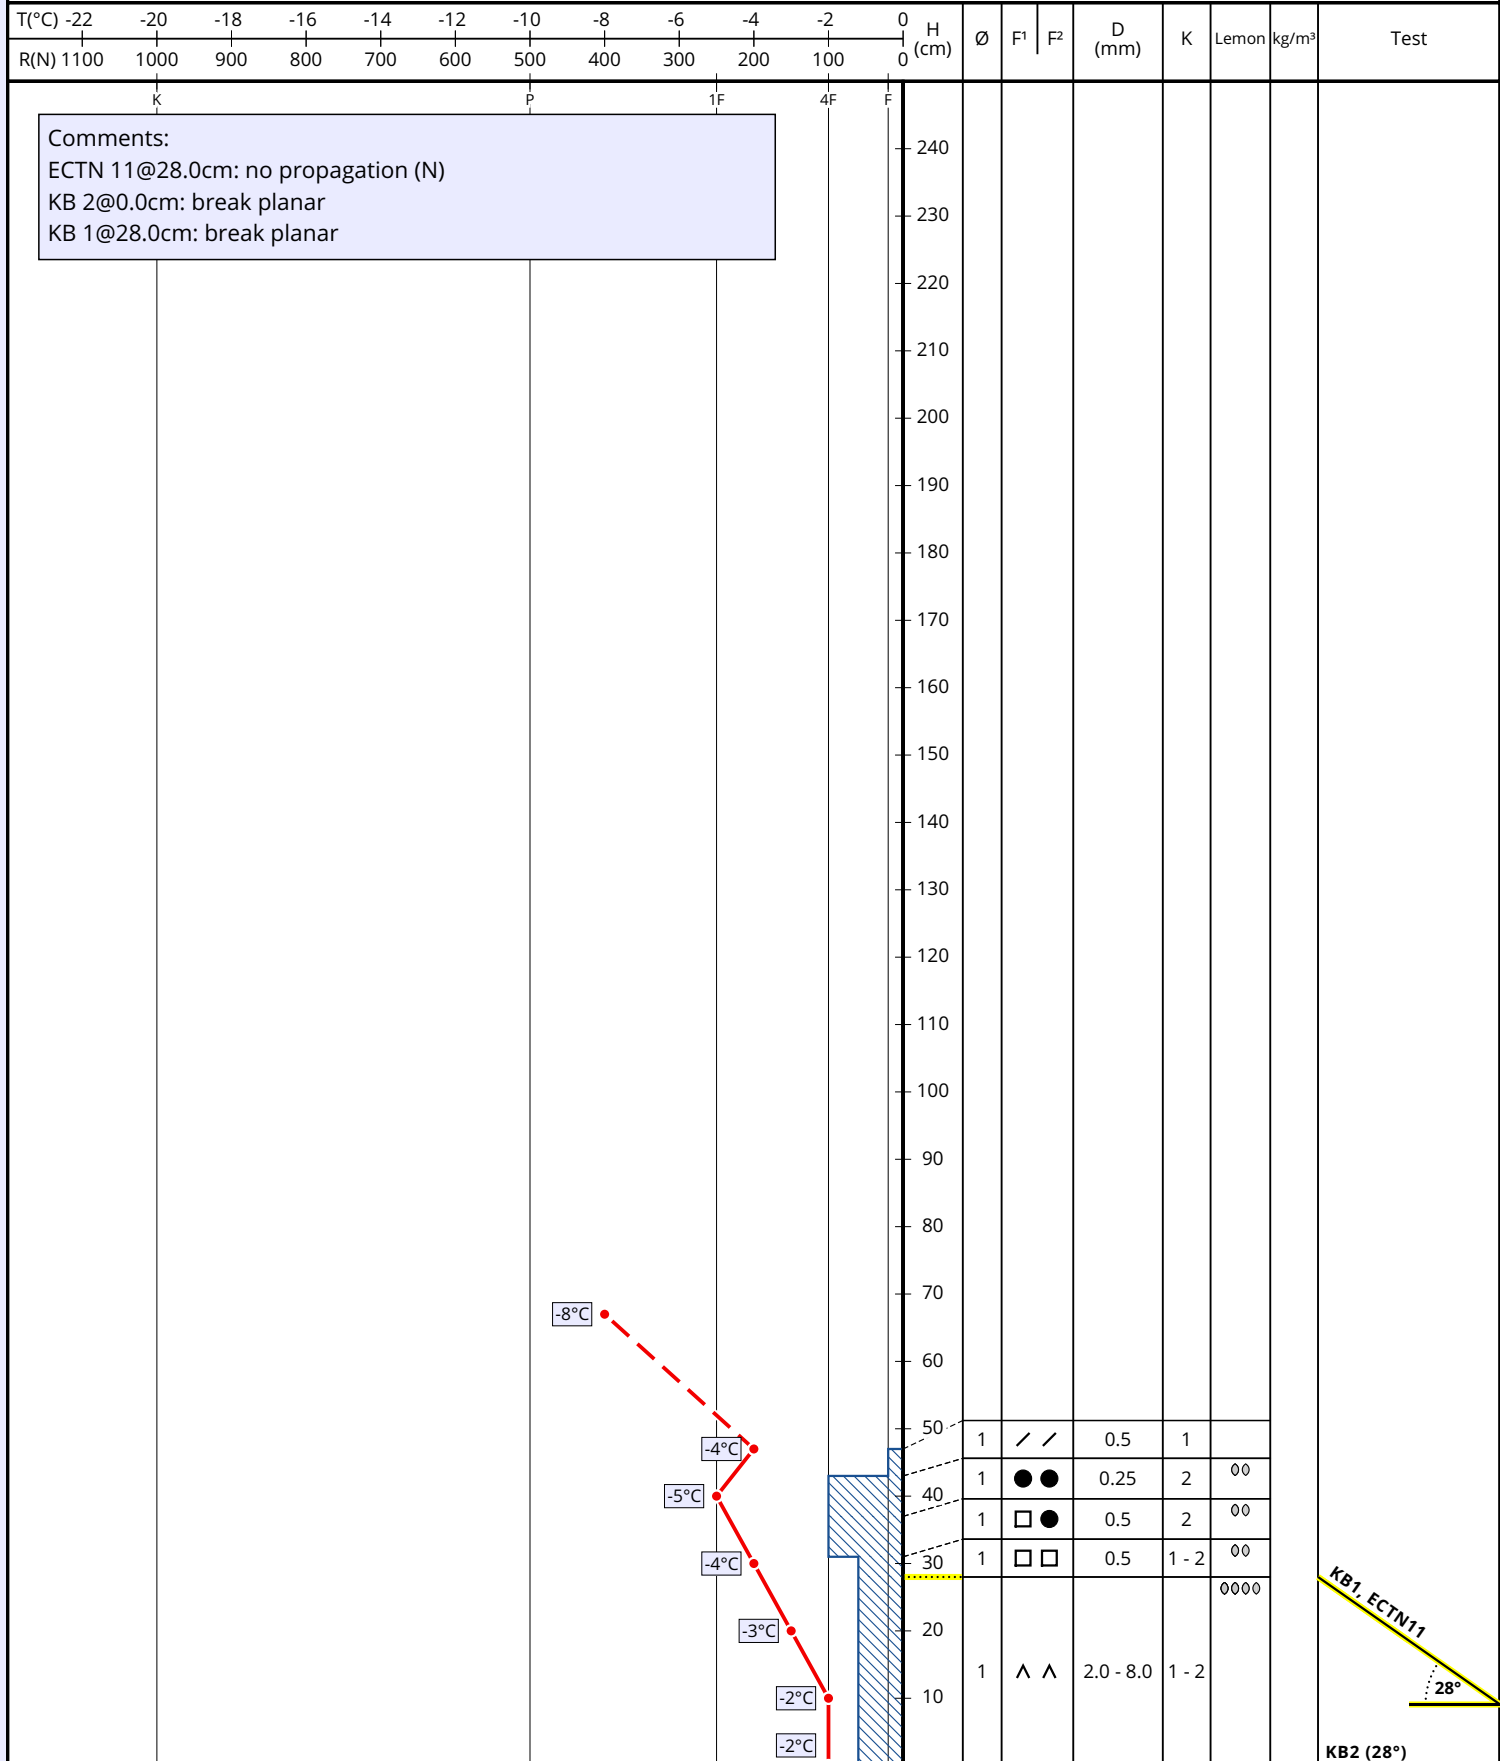 T(°C) -22 -20 -18 -16 -14 -12 -10 -8 -6 -4 -2 0
R(N) 1100 1000 900 800 700 600 500 400 300 200 100 0
H (cm) Ø F¹ F² D (mm) K Lemon kg/m³ Test
K P 1F 4F F
Comments:
ECTN 11@28.0cm: no propagation (N)
KB 2@0.0cm: break planar
KB 1@28.0cm: break planar
240
230
220
210
200
190
180
170
160
150
140
130
120
110
100
90
80
70
-8°C
60
50
1 0.5 1
-4°C
1 0.25 2
-5°C 40
1 0.5 2
-4°C 30
1 0.5 1 - 2
KB1, ECTN11
-3°C 20
1 2.0 - 8.0 1 - 2
28°
-2°C 10
-2°C
KB2 (28°)